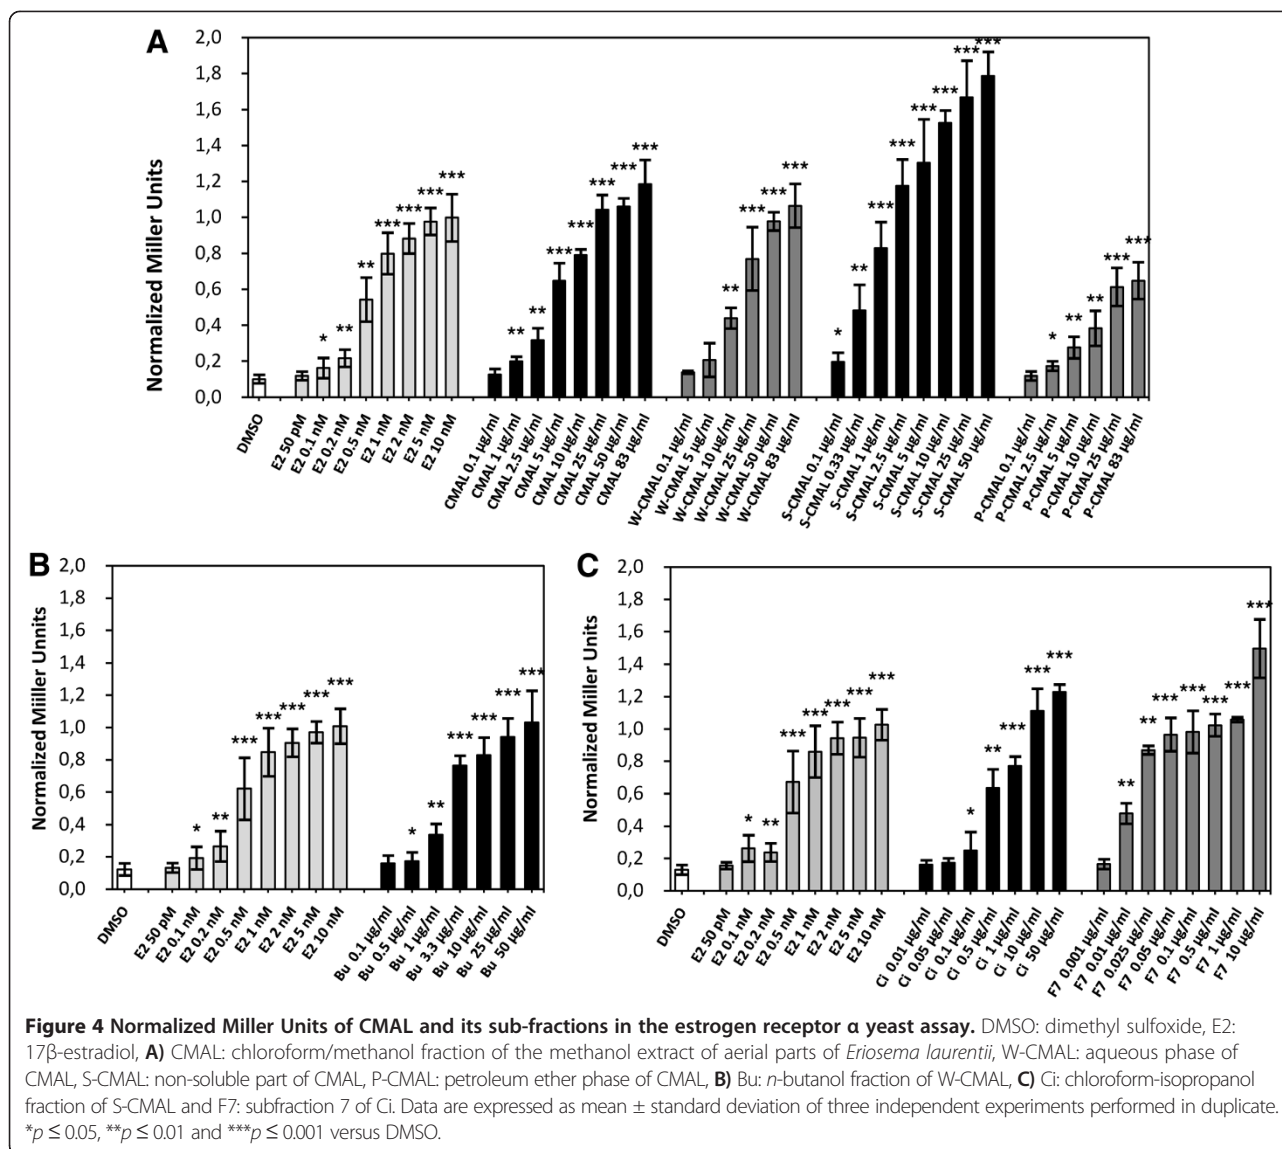 A
Normalized Miller Units
2,0
1,8
1,6
1,4
1,2
1,0
0,8
0,6
0,4
0,2
0,0
* ** ** *** *** *** ***
** ** *** *** *** *** ***
** *** *** ***
* ** *** *** *** *** *** ***
* ** ** *** ***
DMSO
E2 50 pM
E2 0.1 nM
E2 0.2 nM
E2 0.5 nM
E2 1 nM
E2 2 nM
E2 5 nM
E2 10 nM
CMAL 0.1 µg/ml
CMAL 1 µg/ml
CMAL 2.5 µg/ml
CMAL 5 µg/ml
CMAL 10 µg/ml
CMAL 25 µg/ml
CMAL 50 µg/ml
CMAL 83 µg/ml
W-CMAL 0.1 µg/ml
W-CMAL 5 µg/ml
W-CMAL 10 µg/ml
W-CMAL 25 µg/ml
W-CMAL 50 µg/ml
W-CMAL 83 µg/ml
S-CMAL 0.1 µg/ml
S-CMAL 0.33 µg/ml
S-CMAL 1 µg/ml
S-CMAL 2.5 µg/ml
S-CMAL 5 µg/ml
S-CMAL 10 µg/ml
S-CMAL 25 µg/ml
S-CMAL 50 µg/ml
P-CMAL 0.1 µg/ml
P-CMAL 2.5 µg/ml
P-CMAL 5 µg/ml
P-CMAL 10 µg/ml
P-CMAL 25 µg/ml
P-CMAL 83 µg/ml
B
Normalized Miiller Unnits
2,0
1,8
1,6
1,4
1,2
1,0
0,8
0,6
0,4
0,2
0,0
* ** *** *** *** *** ***
* ** *** *** *** ***
DMSO
E2 50 pM
E2 0.1 nM
E2 0.2 nM
E2 0.5 nM
E2 1 nM
E2 2 nM
E2 5 nM
E2 10 nM
Bu 0.1 µg/ml
Bu 0.5 µg/ml
Bu 1 µg/ml
Bu 3.3 µg/ml
Bu 10 µg/ml
Bu 25 µg/ml
Bu 50 µg/ml
C
Normalized Miller Units
2,0
1,8
1,6
1,4
1,2
1,0
0,8
0,6
0,4
0,2
0,0
* ** *** *** *** *** ***
* ** *** *** ***
** ** *** *** *** *** ***
DMSO
E2 50 pM
E2 0.1 nM
E2 0.2 nM
E2 0.5 nM
E2 1 nM
E2 2 nM
E2 5 nM
E2 10 nM
Ci 0.01 µg/ml
Ci 0.05 µg/ml
Ci 0.1 µg/ml
Ci 0.5 µg/ml
Ci 1 µg/ml
Ci 10 µg/ml
Ci 50 µg/ml
F7 0.001 µg/ml
F7 0.01 µg/ml
F7 0.025 µg/ml
F7 0.05 µg/ml
F7 0.1 µg/ml
F7 0.5 µg/ml
F7 1 µg/ml
F7 10 µg/ml
Figure 4 Normalized Miller Units of CMAL and its sub-fractions in the estrogen receptor α yeast assay. DMSO: dimethyl sulfoxide, E2:
17β-estradiol, A) CMAL: chloroform/methanol fraction of the methanol extract of aerial parts of Eriosema laurentii, W-CMAL: aqueous phase of
CMAL, S-CMAL: non-soluble part of CMAL, P-CMAL: petroleum ether phase of CMAL, B) Bu: n-butanol fraction of W-CMAL, C) Ci: chloroform-isopropanol
fraction of S-CMAL and F7: subfraction 7 of Ci. Data are expressed as mean ± standard deviation of three independent experiments performed in duplicate.
*p ≤ 0.05, **p ≤ 0.01 and ***p ≤ 0.001 versus DMSO.